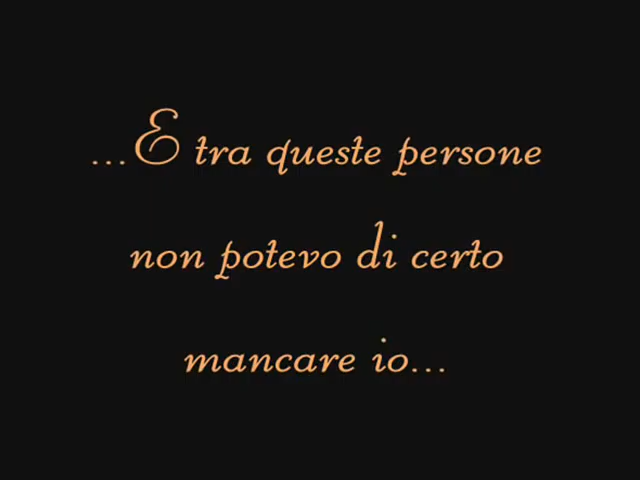 ...E tra queste persone
non potevo di certo
mancare io...